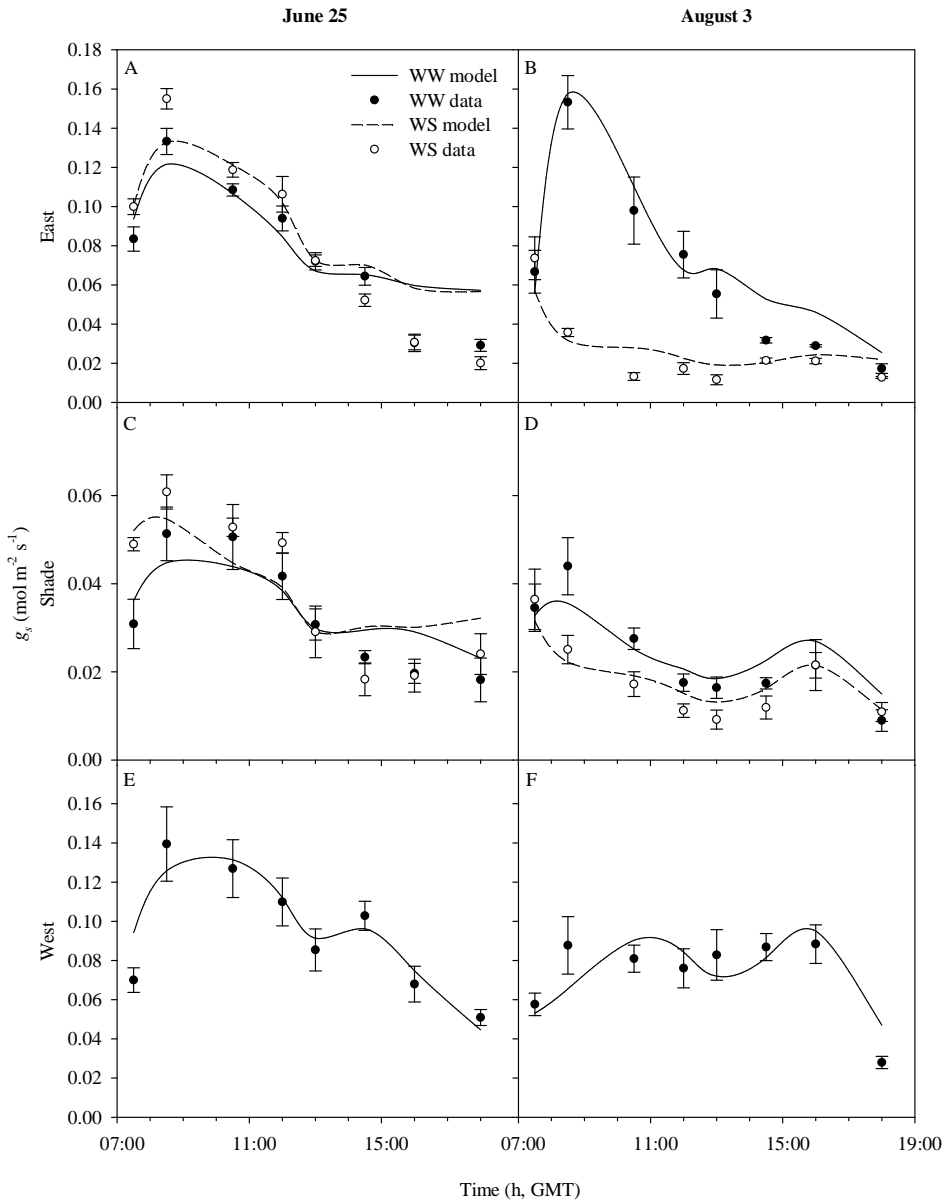 June 25 August 3
A
B
WW model
WW data
WS model
WS data
0.18
0.16
0.14
0.12
0.10
0.08
0.06
0.04
0.02
0.00
East
C
D
0.06
0.04
0.02
0.00
gs (mol m-2 s-1)
Shade
E
F
0.16
0.14
0.12
0.10
0.08
0.06
0.04
0.02
0.00
West
07:00 11:00 15:00 07:00 11:00 15:00 19:00
Time (h, GMT)